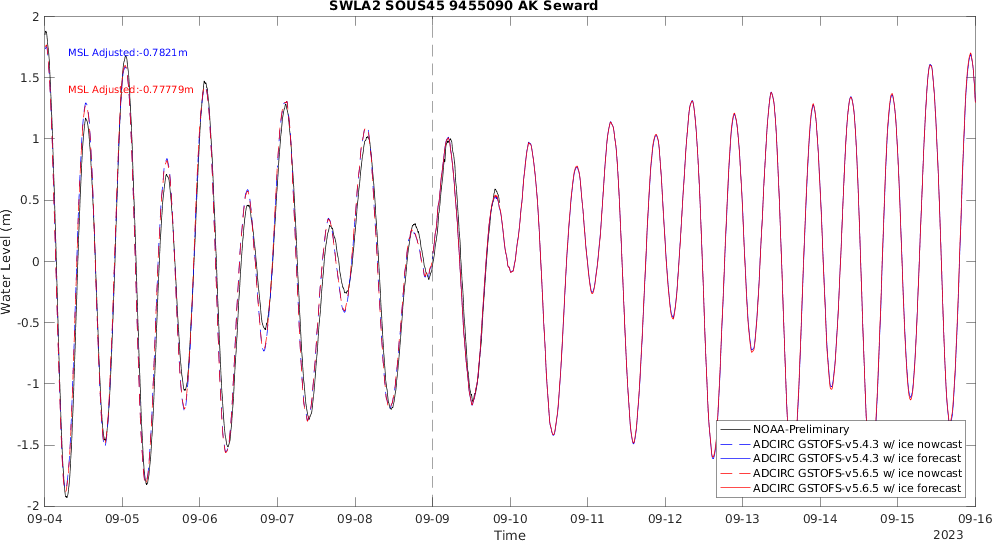 SWLA2 SOUS45 9455090 AK Seward
MSL Adjusted:-0.7821m
MSL Adjusted:-0.77779m
Water Level (m)
2
1.5
1
0.5
0
-0.5
-1
-1.5
-2
NOAA-Preliminary
ADCIRC GSTOFS-v5.4.3 w/ ice nowcast
ADCIRC GSTOFS-v5.4.3 w/ ice forecast
ADCIRC GSTOFS-v5.6.5 w/ ice nowcast
ADCIRC GSTOFS-v5.6.5 w/ ice forecast
09-04 09-05 09-06 09-07 09-08 09-09 09-10 09-11 09-12 09-13 09-14 09-15 09-16
Time
2023